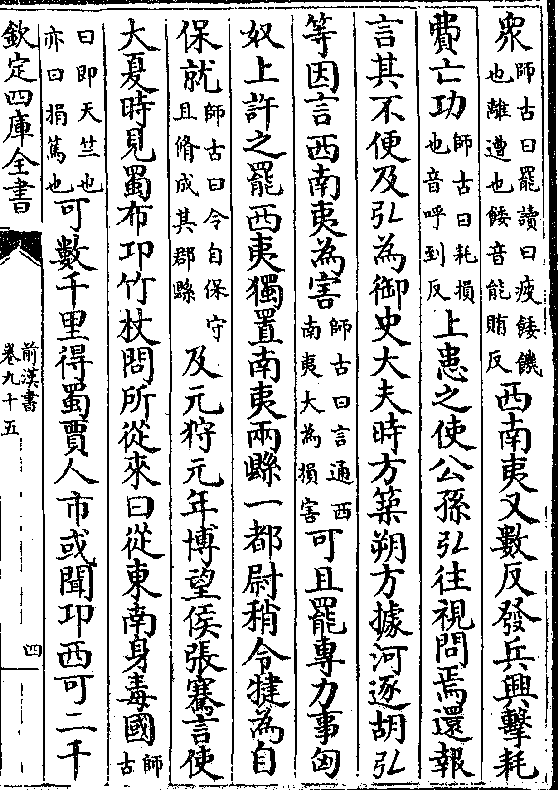 衆師古曰罷讀曰疲餧饑也離遭也餧音能賄反西南夷又數反發兵興擊耗
費亡功師古曰耗損也音呼到反上患之使公孫弘往視問焉還報
言其不便及弘為御史大夫時方築朔方據河逐胡弘
等因言西南夷為害師古曰言通西南夷大為損害可且罷專力事匈
奴上許之罷西夷獨置南夷兩縣一都尉稍令犍為自
保就師古曰令自保守且脩成其郡縣及元狩元年博望侯張騫言使
大夏時見蜀布邛竹杖問所從來曰從東南身毒國師古
曰即天竺也亦曰捐篤也可數千里得蜀賈人市或聞邛西可二千
欽定四庫全書
前漢書
卷九十五
四